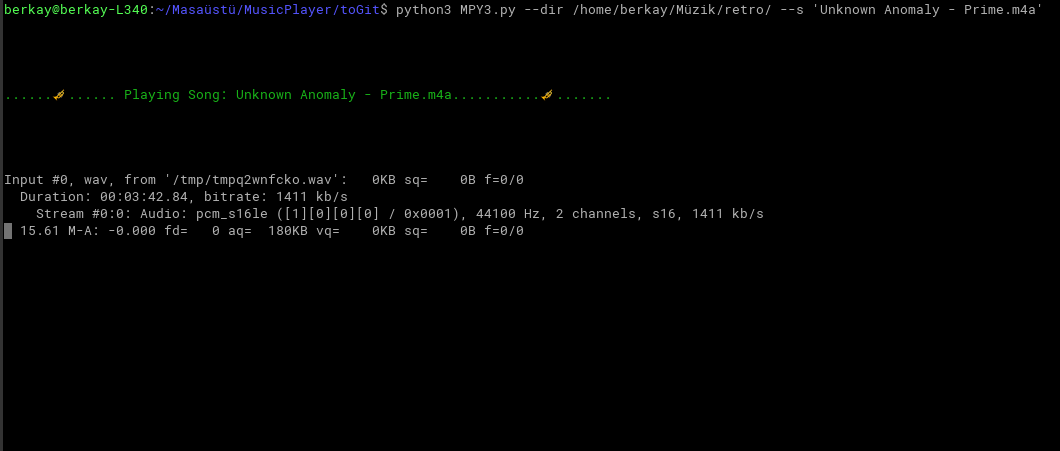 berkay@berkay-L340:~/Masaüstü/MusicPlayer/toGit$ python3 MPY3.py --dir /home/berkay/Müzik/retro/ --s 'Unknown Anomaly - Prime.m4a'
......🎺...... Playing Song: Unknown Anomaly - Prime.m4a...........🎺.......
Input #0, wav, from '/tmp/tmpq2wnfcko.wav':   0KB sq=    0B f=0/0
  Duration: 00:03:42.84, bitrate: 1411 kb/s
    Stream #0:0: Audio: pcm_s16le ([1][0][0][0] / 0x0001), 44100 Hz, 2 channels, s16, 1411 kb/s
  15.61 M-A: -0.000 fd=   0 aq=  180KB vq=    0KB sq=    0B f=0/0